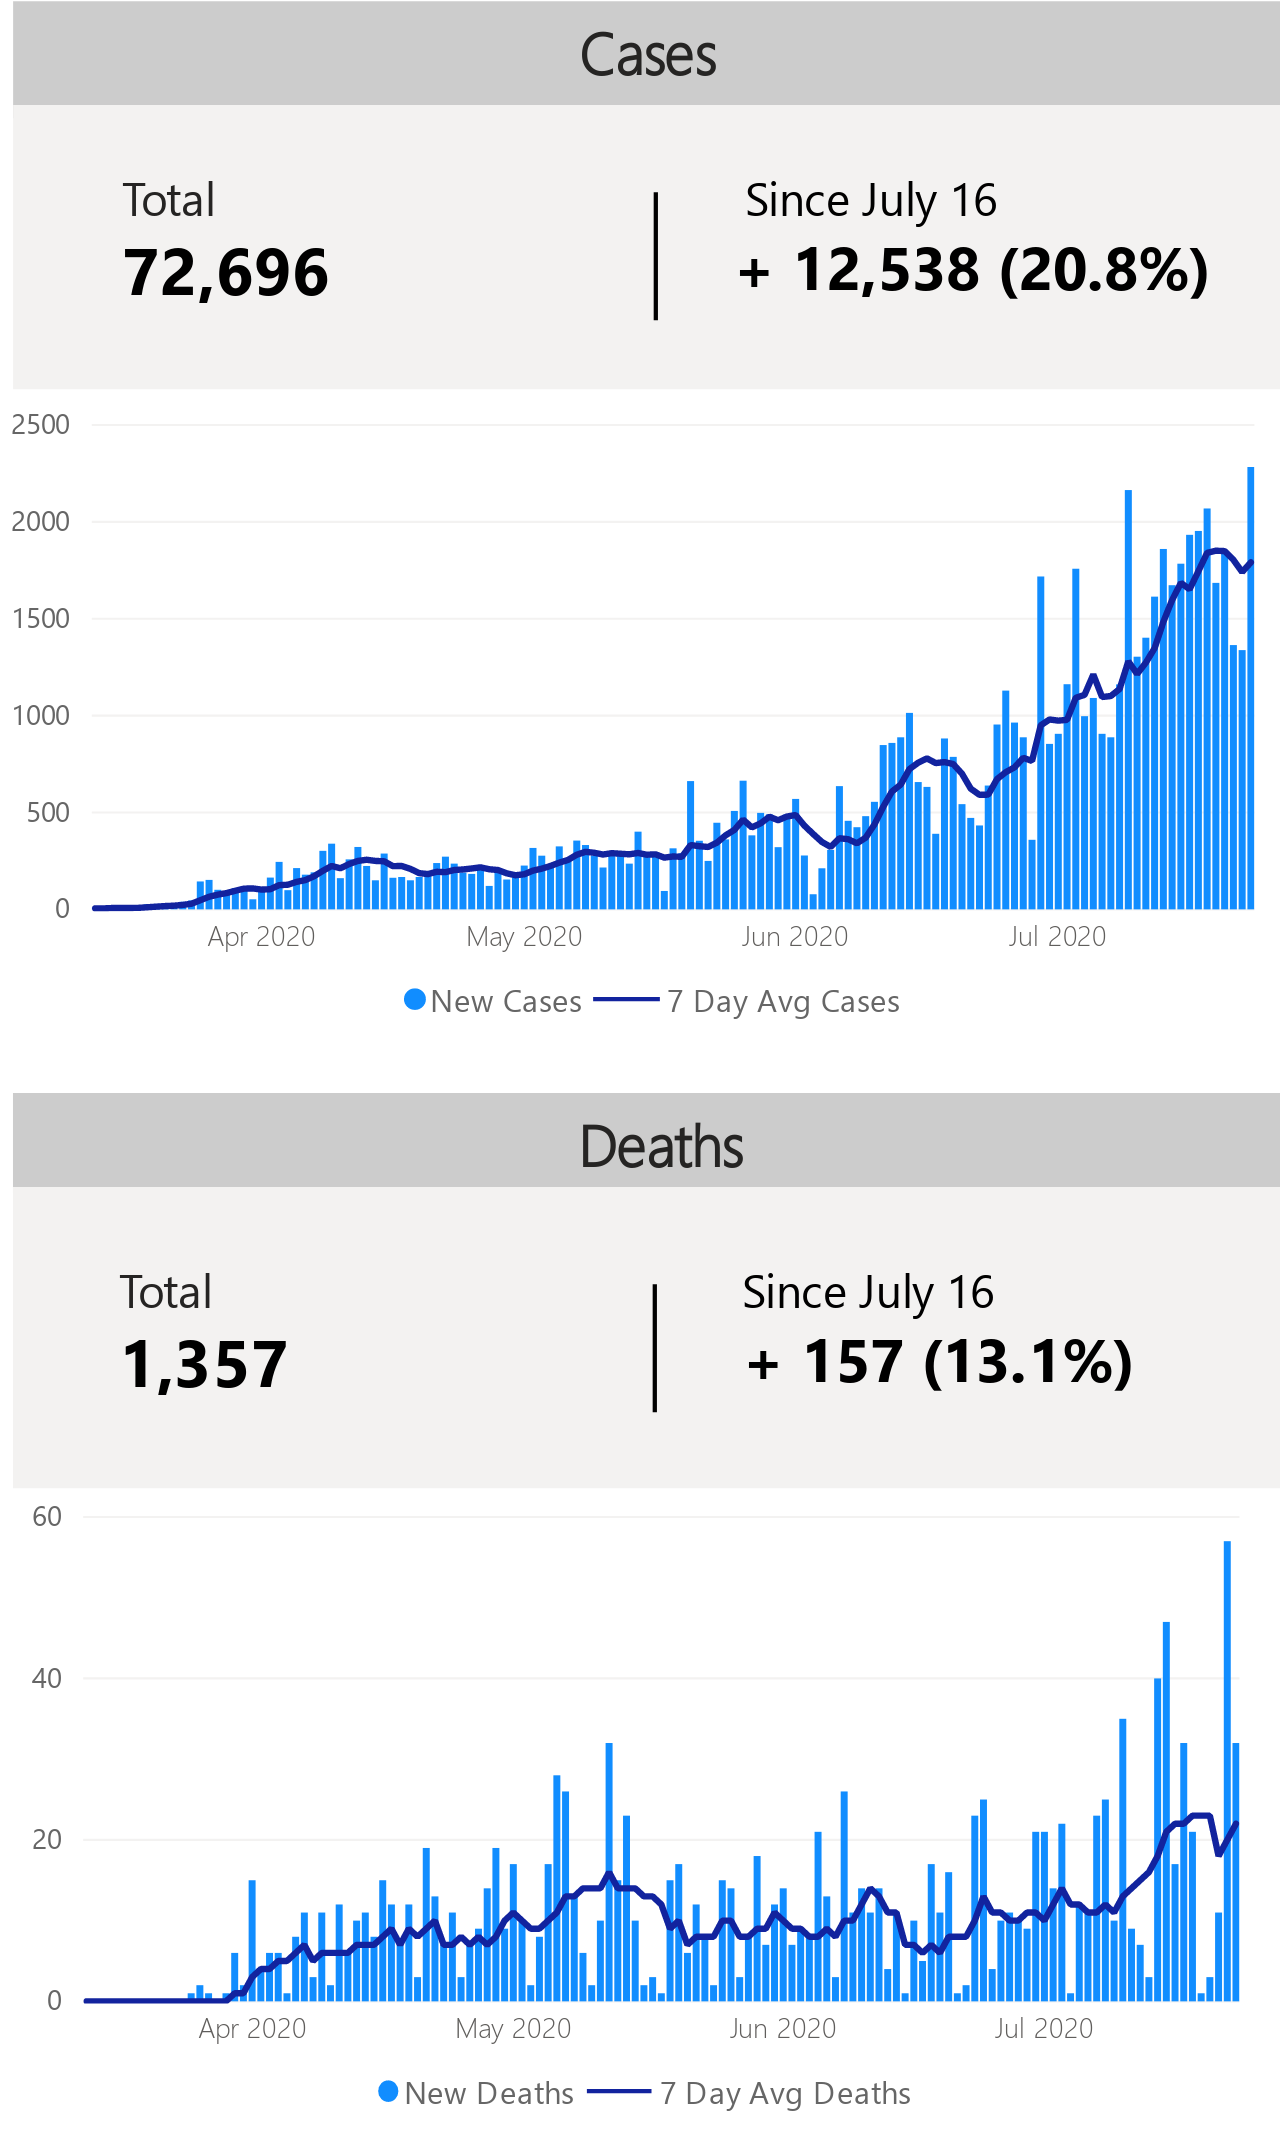 Cases
Total
Since July 16
72,696
+ 12,538 (20.8%)
2500
2000
1500
1000
500
0
Apr 2020
May 2020
Jun 2020
Jul 2020
New Cases
7 Day Avg Cases
Deaths
Total
Since July 16
1,357
+ 157 (13.1%)
60
40
20
0
Apr 2020
May 2020
Jun 2020
Jul 2020
New Deaths
7 Day Avg Deaths